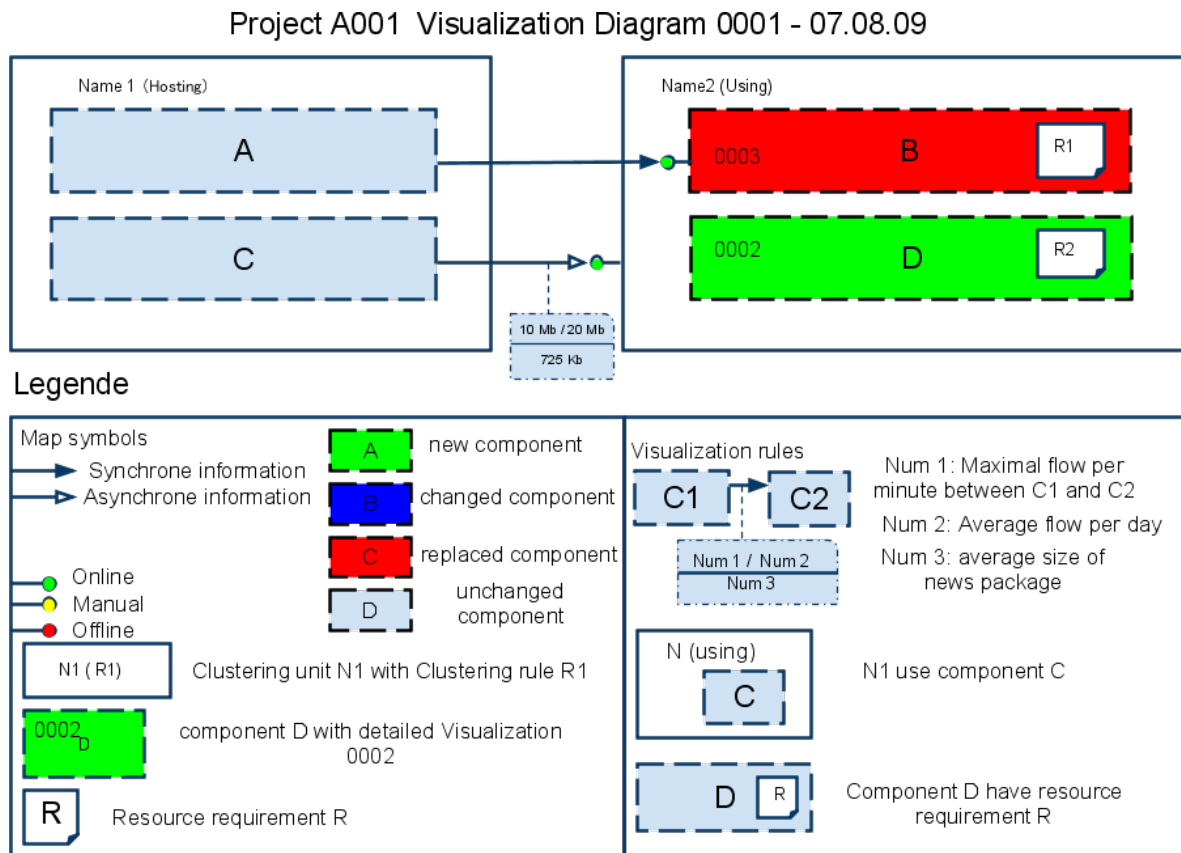 Project A001 Visualization Diagram 0001 - 07.08.09
Name 1 (Hosting)
A
C
10 Mb / 20 Mb
725 Kb
Name2 (Using)
0003
B
R1
0002
D
R2
Legende
Map symbols
Synchrone information
Asynchrone information
Online
Manual
Offline
A
new component
B
changed component
C
replaced component
D
unchanged
component
N1 ( R1)
Clustering unit N1 with Clustering rule R1
0002
D
component D with detailed Visualization
0002
R
Resource requirement R
Visualization rules
C1
C2
Num 1 / Num 2
Num 3
Num 1: Maximal flow per
minute between C1 and C2
Num 2: Average flow per day
Num 3: average size of
news package
N (using)
C
N1 use component C
D
R
Component D have resource
requirement R